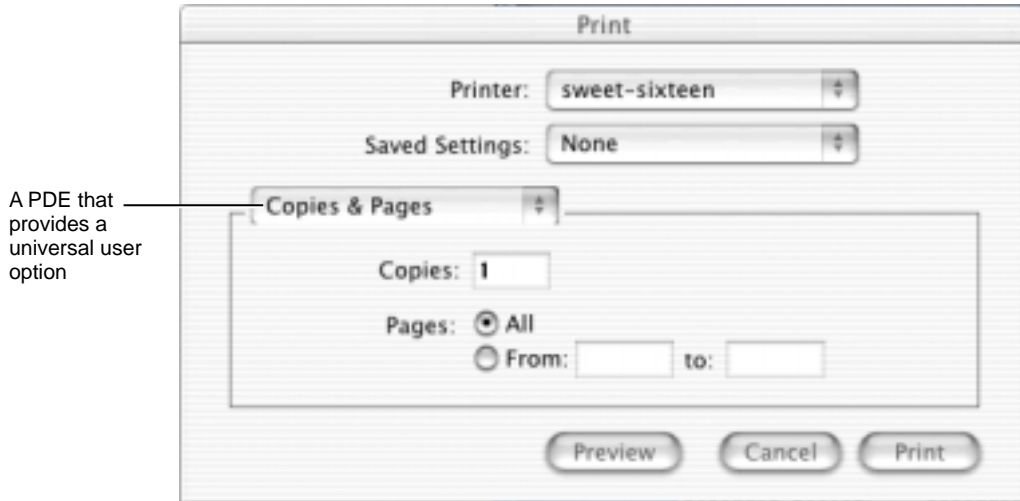 Print
Printer: sweet-sixteen
Saved Settings: None
A PDE that
provides a
universal user
option
Copies & Pages
Copies: 1
Pages: All
From: to:
Preview Cancel Print